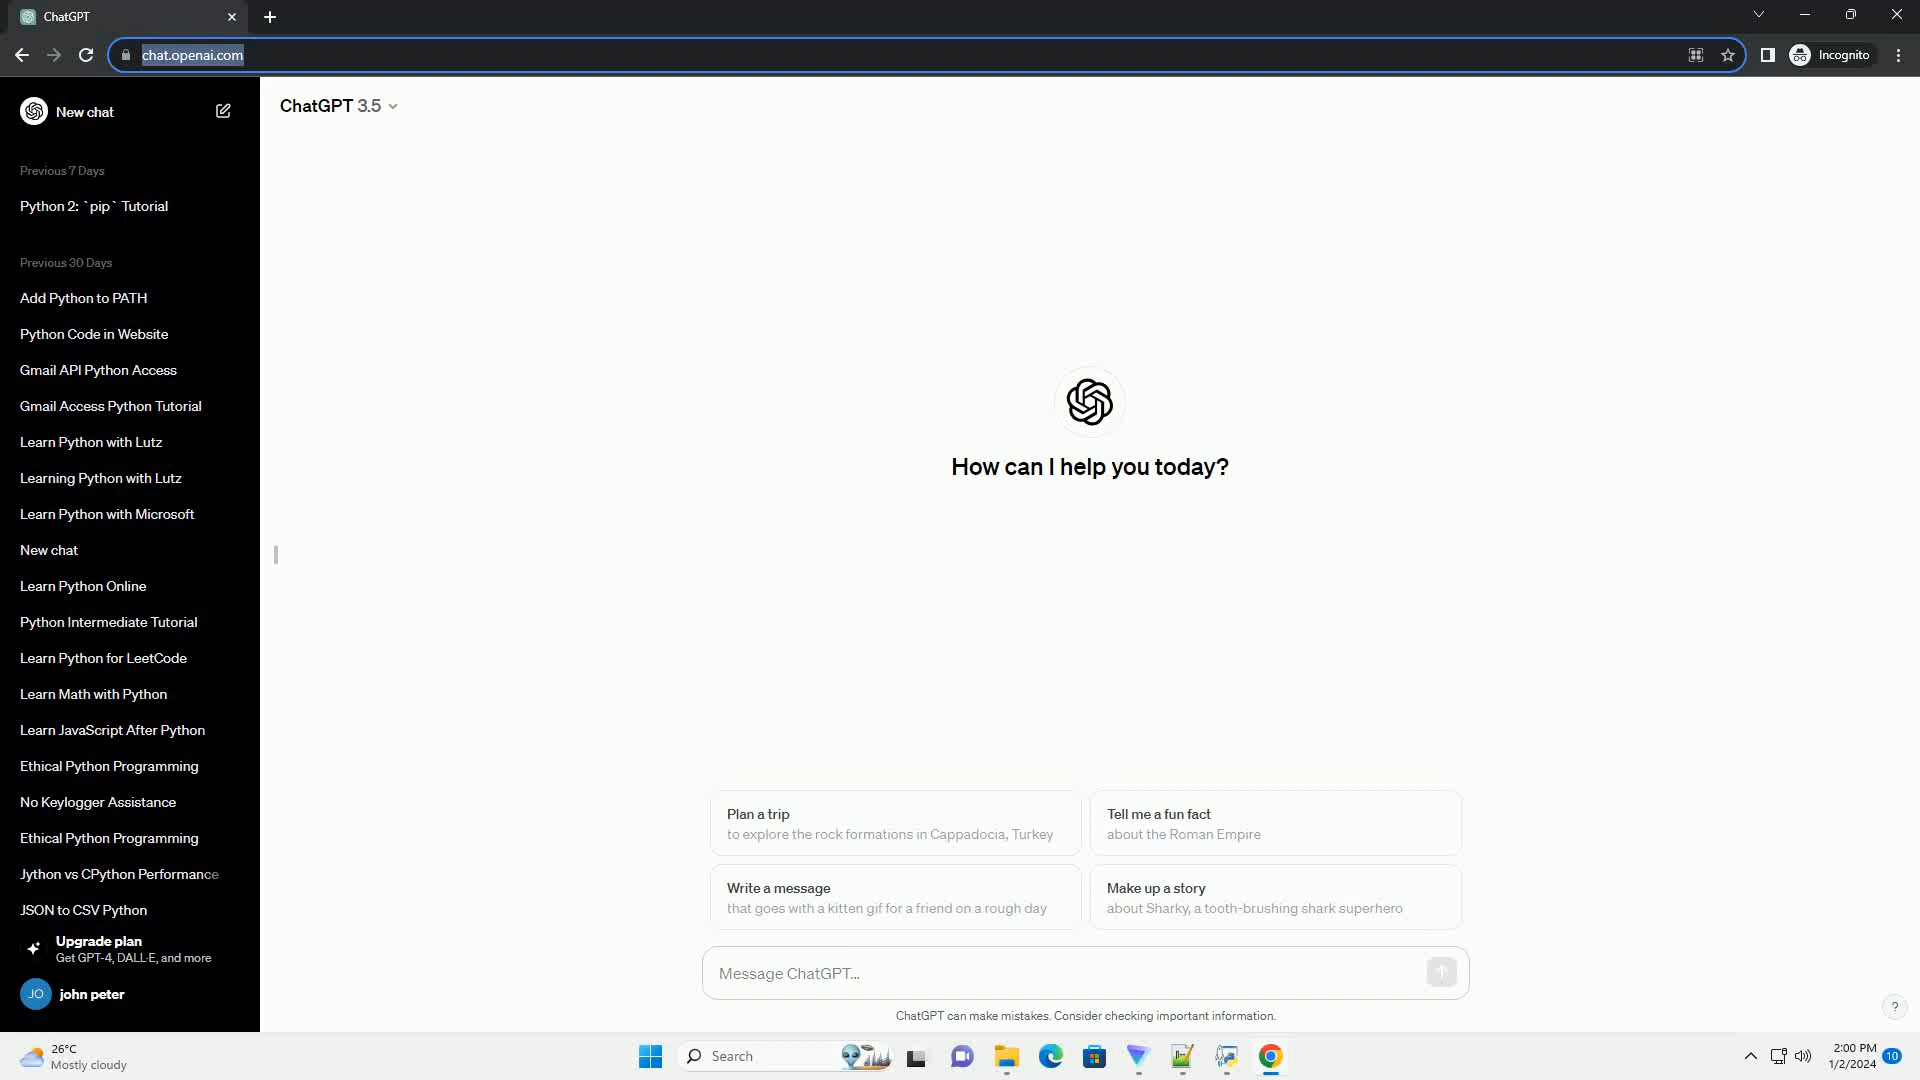 ChatGPT
chat.openai.com
Incognito
New chat
Previous 7 Days
Python 2: `pip` Tutorial
Previous 30 Days
Add Python to PATH
Python Code in Website
Gmail API Python Access
Gmail Access Python Tutorial
Learn Python with Lutz
Learning Python with Lutz
Learn Python with Microsoft
New chat
Learn Python Online
Python Intermediate Tutorial
Learn Python for LeetCode
Learn Math with Python
Learn JavaScript After Python
Ethical Python Programming
No Keylogger Assistance
Ethical Python Programming
Jython vs CPython Performance
JSON to CSV Python
Upgrade plan
Get GPT-4, DALL·E, and more
JO john peter
ChatGPT 3.5
How can I help you today?
Plan a trip
to explore the rock formations in Cappadocia, Turkey
Tell me a fun fact
about the Roman Empire
Write a message
that goes with a kitten gif for a friend on a rough day
Make up a story
about Sharky, a tooth-brushing shark superhero
Message ChatGPT...
ChatGPT can make mistakes. Consider checking important information.
?
26°C
Mostly cloudy
Search
2:00 PM
1/2/2024
10